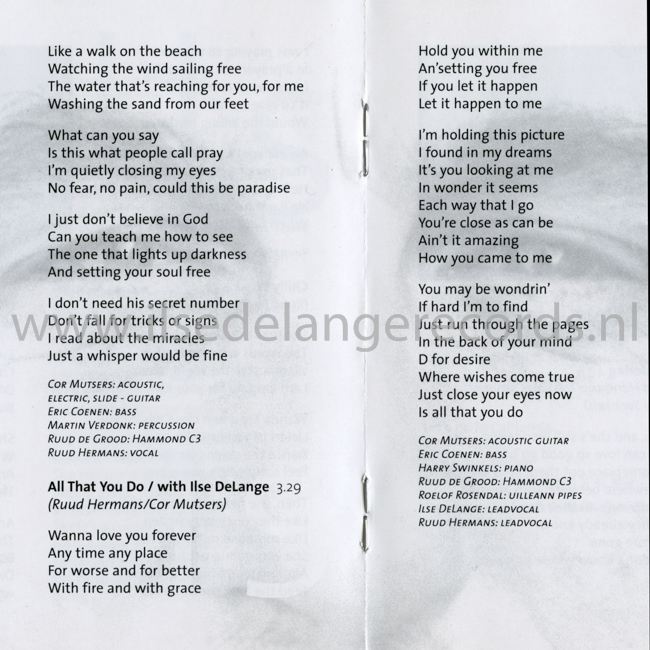 Like a walk on the beach
Watching the wind sailing free
The water that's reaching for you, for me
Washing the sand from our feet

What can you say
Is this what people call pray
I'm quietly closing my eyes
No fear, no pain, could this be paradise

I just don't believe in God
Can you teach me how to see
The one that lights up darkness
And setting your soul free

I don't need his secret number
Don't fall for tricks or signs
I read about the miracles
Just a whisper would be fine

Cor Mutsers: acoustic,
electric, slide - guitar
Eric Coenen: bass
Martin Verdonk: percussion
Ruud de Grood: Hammond C3
Ruud Hermans: vocal

All That You Do / with Ilse DeLange 3.29
(Ruud Hermans/Cor Mutsers)

Wanna love you forever
Any time any place
For worse and for better
With fire and with grace

Hold you within me
An'setting you free
If you let it happen
Let it happen to me

I'm holding this picture
I found in my dreams
It's you looking at me
In wonder it seems
Each way that I go
You're close as can be
Ain't it amazing
How you came to me

You may be wondrin'
If hard I'm to find
Just run through the pages
In the back of your mind
D for desire
Where wishes come true
Just close your eyes now
Is all that you do

Cor Mutsers: acoustic guitar
Eric Coenen: bass
Harry Swinkels: piano
Ruud de Grood: Hammond C3
Roelof Rosendal: uilleann pipes
Ilse DeLange: leadvocal
Ruud Hermans: leadvocal

www.ilsedelangerecords.nl